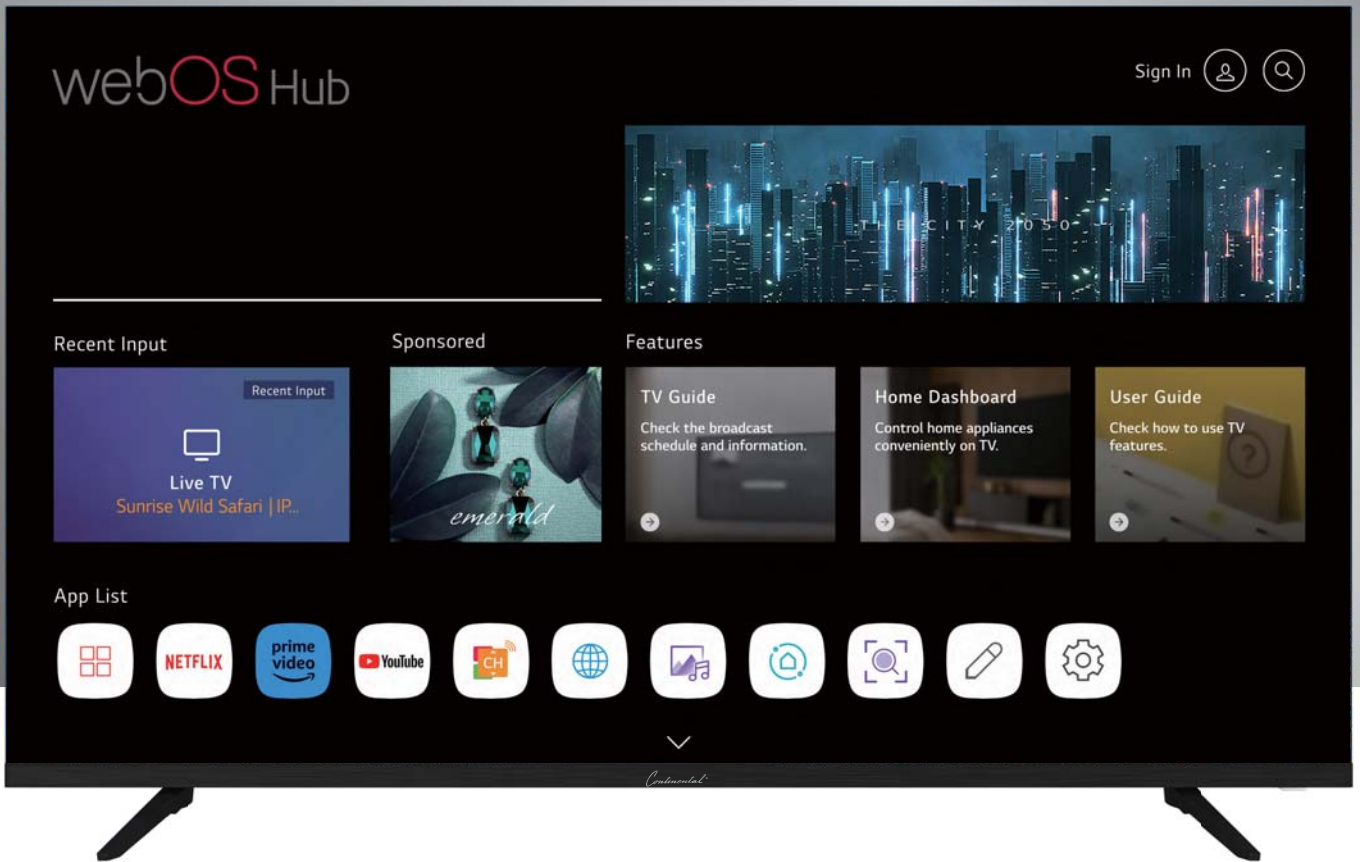 webOS Hub
Sign In
THE CITY 2050
Recent Input
Sponsored
Features
Recent Input
Live TV
Sunrise Wild Safari | IP...
emerald
TV Guide
Check the broadcast
schedule and information.
Home Dashboard
Control home appliances
conveniently on TV.
User Guide
Check how to use TV
features.
?
App List
NETFLIX
prime
video
YouTube
CH
Continental